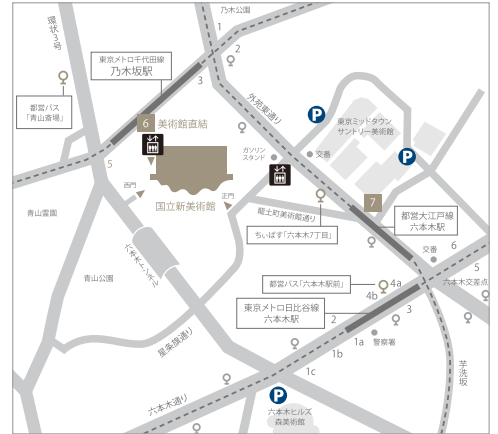 乃木公園
環状3号
1
2
東京メトロ千代田線
乃木坂駅
3
都営バス
「青山斎場」
外苑東通り
6 美術館直結
P
東京ミッドタウン
サントリー美術館
ガソリン
スタンド
交番
P
5
西門
正門
国立新美術館
7
青山霊園
龍土町美術館通り
都営大江戸線
六本木駅
ちぃばす「六本木7丁目」
六本木トンネル
交番
6
青山公園
都営バス「六本木駅前」
4a
5
六本木交差点
4b
東京メトロ日比谷線
六本木駅
3
2
1a
警察署
星条旗通り
1b
芋洗坂
1c
六本木通り
P
六本木ヒルズ
森美術館